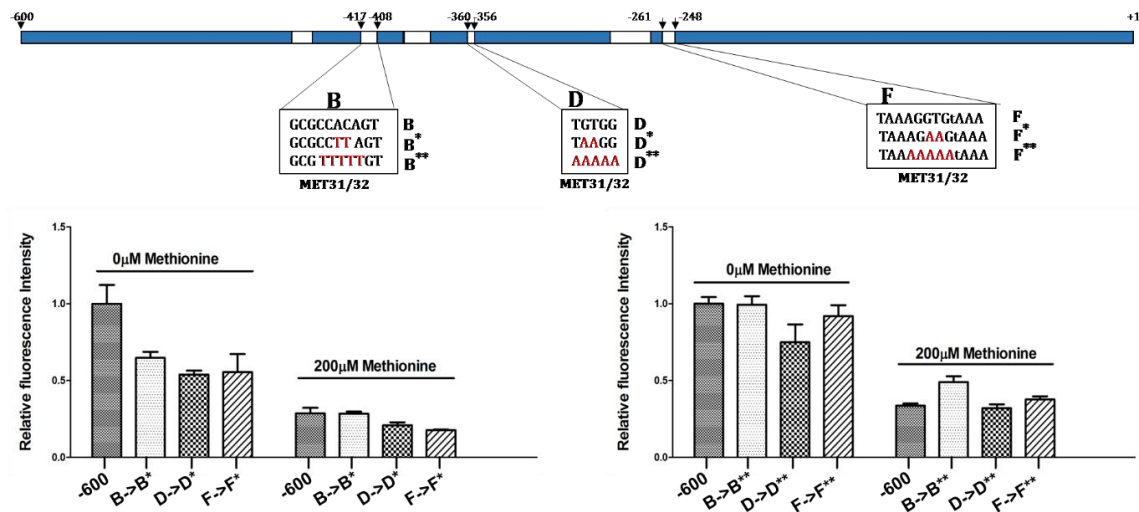 -600 -417 -408 -360 -356 -261 -248 +1
B
GCGCCACAGT B
GCGCCTT AGT B*
GCG TTTTTGT B**
MET31/32
D
TGTGG D
TAAGG D*
AAAAA D**
MET31/32
F
TAAAGGTGtAAA F
TAAAGAAGtAAA F*
TAA AAAAAtAAA F**
MET31/32
Relative fluorescence Intensity
1.5
1.0
0.5
0.0
0μM Methionine
200μM Methionine
-600 B->B* D->D* F->F* -600 B->B* D->D* F->F*
Relative fluorescence Intensity
1.5
1.0
0.5
0.0
0μM Methionine
200μM Methionine
-600 B->B** D->D** F->F** -600 B->B** D->D** F->F**